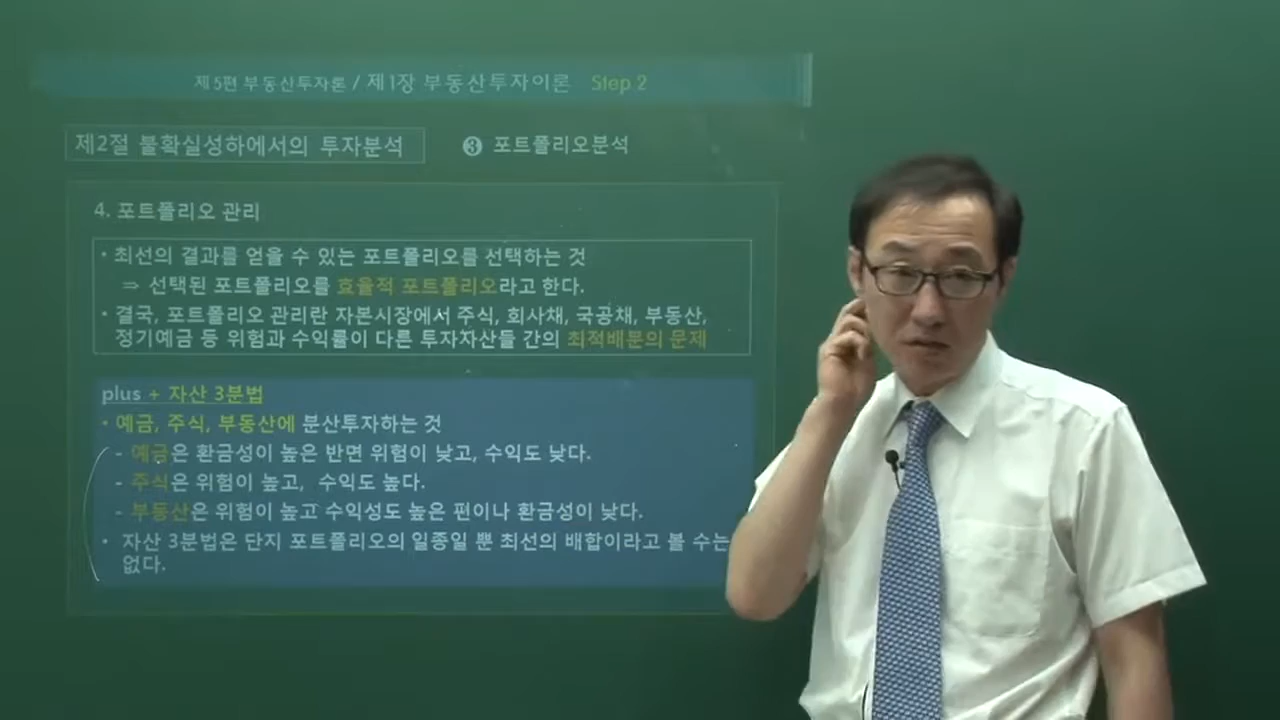 제5편 부동산투자론 / 제1장 부동산투자이론 Step 2
제2절 불확실성하에서의 투자분석 ❸ 포트폴리오분석
4. 포트폴리오 관리
• 최선의 결과를 얻을 수 있는 포트폴리오를 선택하는 것
⇒ 선택된 포트폴리오를 효율적 포트폴리오라고 한다.
• 결국, 포트폴리오 관리란 자본시장에서 주식, 회사채, 국공채, 부동산,
정기예금 등 위험과 수익률이 다른 투자자산들 간의 최적배분의 문제
plus + 자산 3분법
• 예금, 주식, 부동산에 분산투자하는 것
- 예금은 환금성이 높은 반면 위험이 낮고, 수익도 낮다.
- 주식은 위험이 높고, 수익도 높다.
- 부동산은 위험이 높고 수익성도 높은 편이나 환금성이 낮다.
• 자산 3분법은 단지 포트폴리오의 일종일 뿐 최선의 배합이라고 볼 수는
없다.